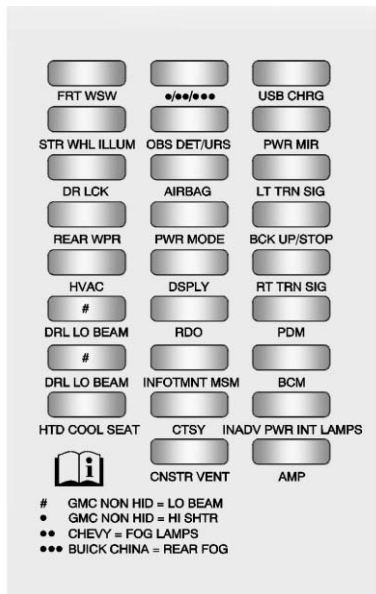 FRT WSW ●/●●/●●● USB CHRG
STR WHL ILLUM OBS DET/URS PWR MIR
DR LCK AIRBAG LT TRN SIG
REAR WPR PWR MODE BCK UP/STOP
HVAC DSPLY RT TRN SIG
#
DRL LO BEAM RDO PDM
#
DRL LO BEAM INFOTMNT MSM BCM
HTD COOL SEAT CTSY INADV PWR INT LAMPS
i
CNSTR VENT AMP
# GMC NON HID = LO BEAM
● GMC NON HID = HI SHTR
●● CHEVY = FOG LAMPS
●●● BUICK CHINA = REAR FOG